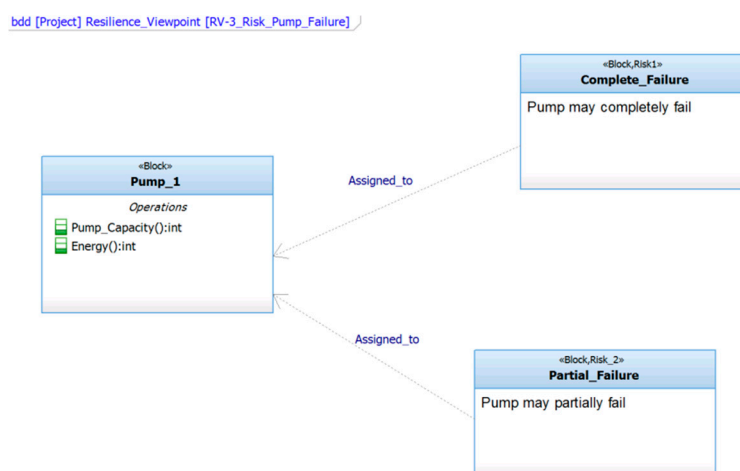 bdd [Project] Resilience_Viewpoint [RV-3_Risk_Pump_Failure]
«Block,Risk1»
Complete_Failure
Pump may completely fail
Assigned_to
«Block»
Pump_1
Operations
Pump_Capacity():int
Energy():int
Assigned_to
«Block,Risk_2»
Partial_Failure
Pump may partially fail